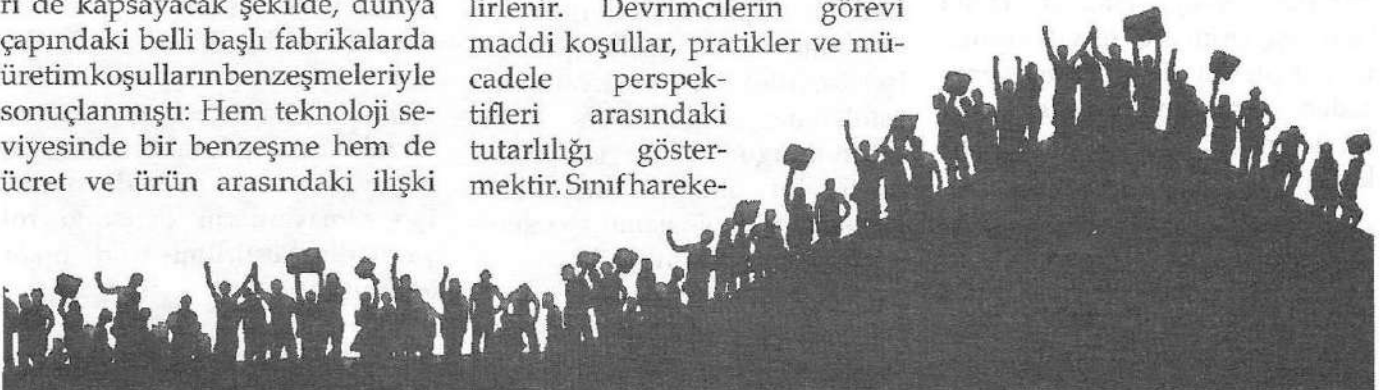 ri de kapsayacak şekilde, dünya
çapındaki belli başlı fabrikalarda
üretimkoşullarınbenzeşmeleriyle
sonuçlanmıştı: Hem teknoloji se-
viyesinde bir benzeşme hem de
ücret ve ürün arasındaki ilişki
lirlenir. Devrimcilerin görevi
maddi koşullar, pratikler ve mü-
cadele perspek-
tifleri arasındaki
tutarlılığı göster-
mektir. Sınıf hareke-